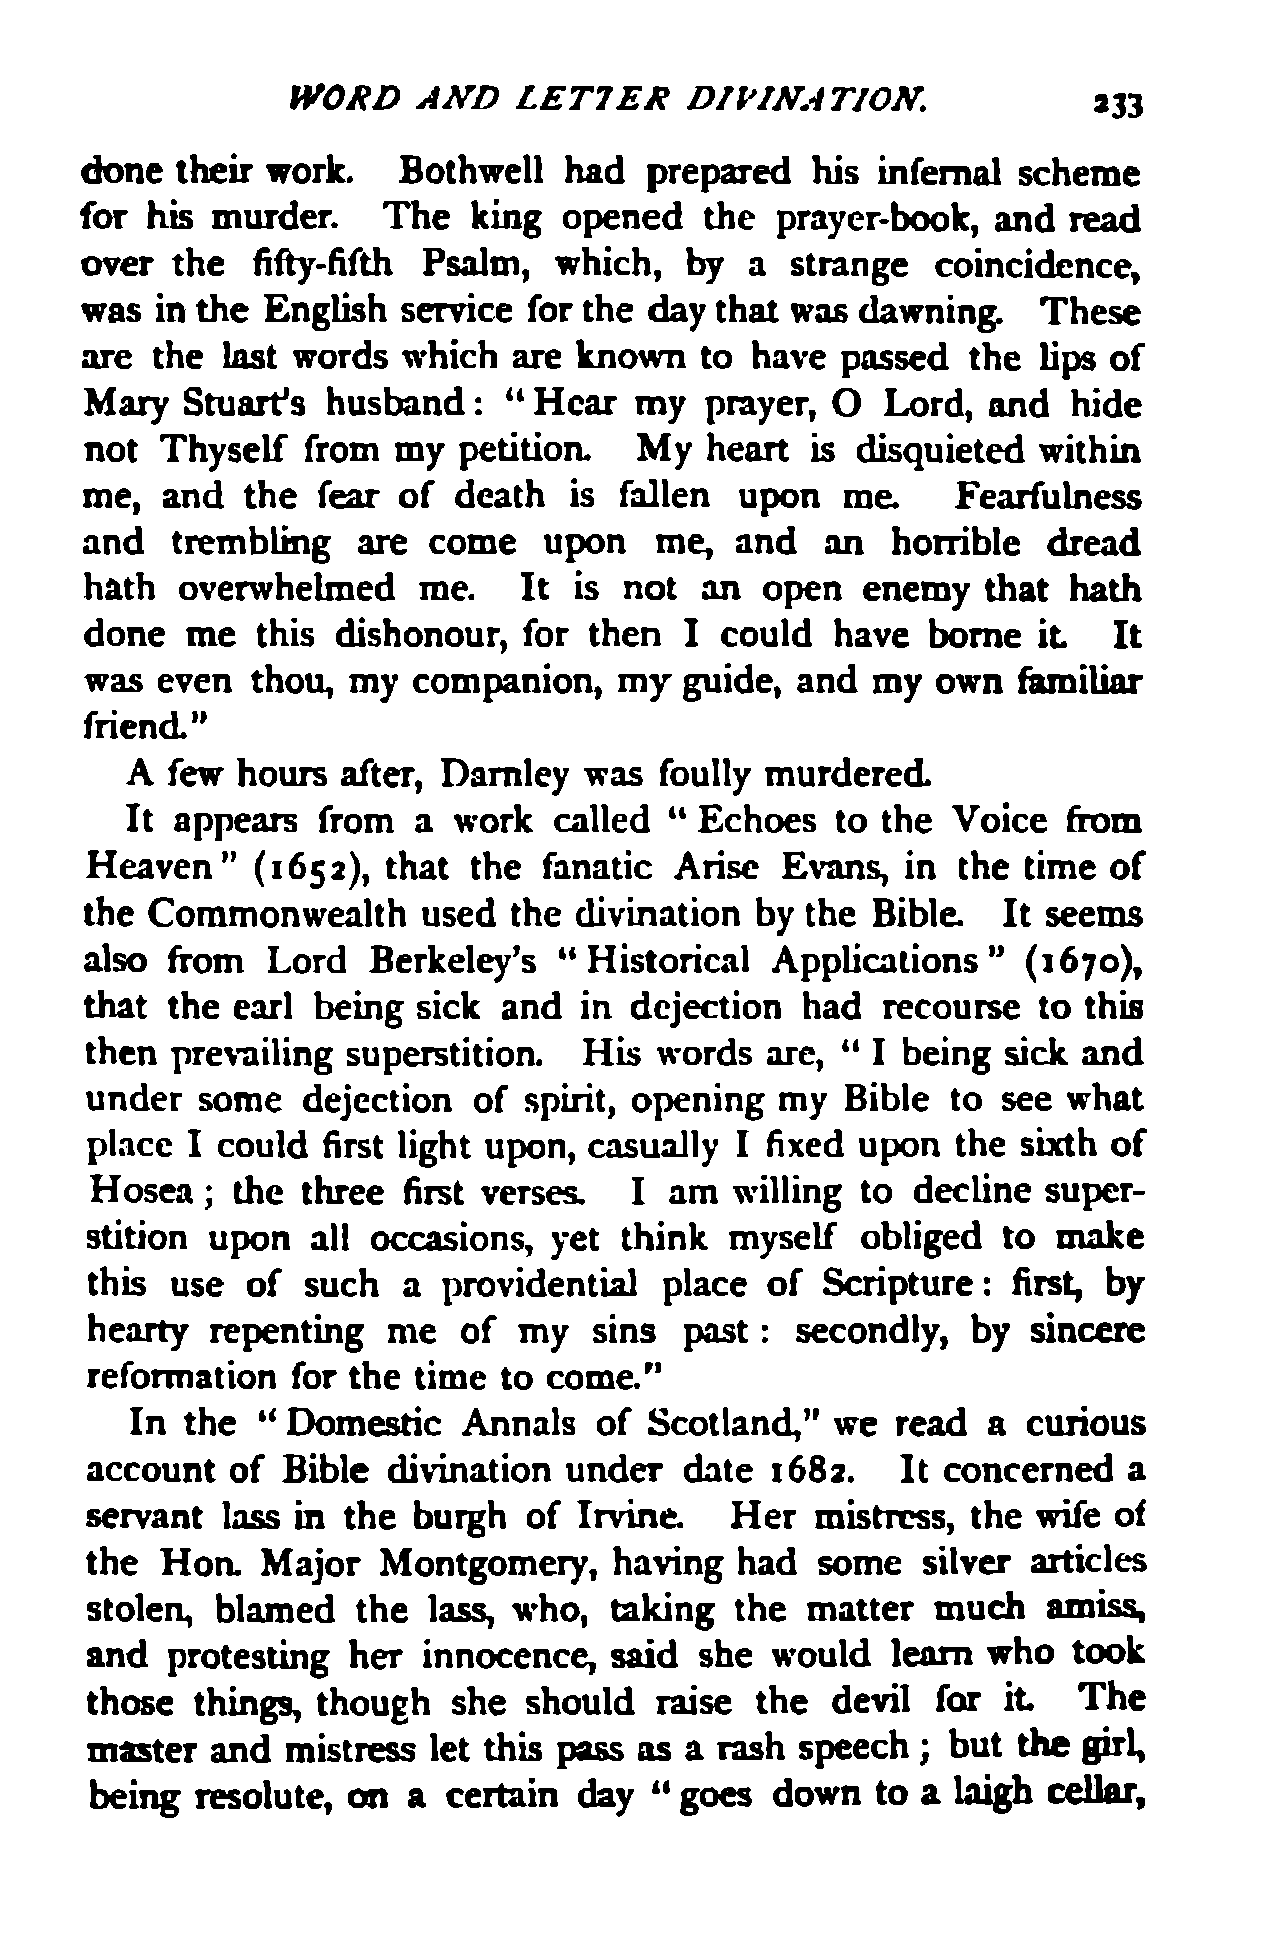 WORD AND LETTER DIVINATION. 233
done their work. Bothwell had prepared his infernal scheme
for his murder. The king opened the prayer-book, and read
over the fifty-fifth Psalm, which, by a strange coincidence,
was in the English service for the day that was dawning. These
are the last words which are known to have passed the lips of
Mary Stuart's husband: "Hear my prayer, O Lord, and hide
not Thyself from my petition. My heart is disquieted within
me, and the fear of death is fallen upon me. Fearfulness
and trembling are come upon me, and an horrible dread
hath overwhelmed me. It is not an open enemy that hath
done me this dishonour, for then I could have borne it. It
was even thou, my companion, my guide, and my own familiar
friend."
A few hours after, Darnley was foully murdered.
It appears from a work called "Echoes to the Voice from
Heaven" (1652), that the fanatic Arise Evans, in the time of
the Commonwealth used the divination by the Bible. It seems
also from Lord Berkeley's "Historical Applications" (1670),
that the earl being sick and in dejection had recourse to this
then prevailing superstition. His words are, "I being sick and
under some dejection of spirit, opening my Bible to see what
place I could first light upon, casually I fixed upon the sixth of
Hosea; the three first verses. I am willing to decline super-
stition upon all occasions, yet think myself obliged to make
this use of such a providential place of Scripture: first, by
hearty repenting me of my sins past: secondly, by sincere
reformation for the time to come."
In the "Domestic Annals of Scotland," we read a curious
account of Bible divination under date 1682. It concerned a
servant lass in the burgh of Irvine. Her mistress, the wife of
the Hon. Major Montgomery, having had some silver articles
stolen, blamed the lass, who, taking the matter much amiss,
and protesting her innocence, said she would learn who took
those things, though she should raise the devil for it. The
master and mistress let this pass as a rash speech; but the girl,
being resolute, on a certain day "goes down to a laigh cellar,